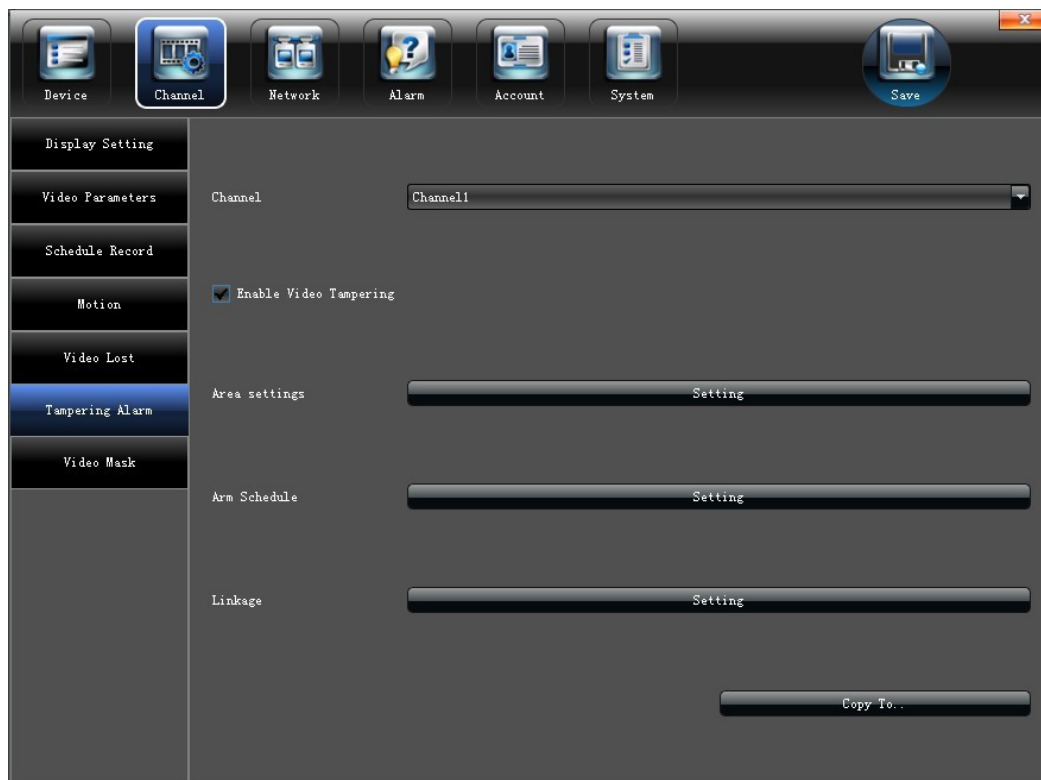 Device Channel Network Alarm Account System Save
Display Setting
Video Parameters
Channel Channel1
Schedule Record
Enable Video Tampering
Motion
Video Lost
Area settings Setting
Tampering Alarm
Video Mask
Arm Schedule Setting
Linkage Setting
Copy To..